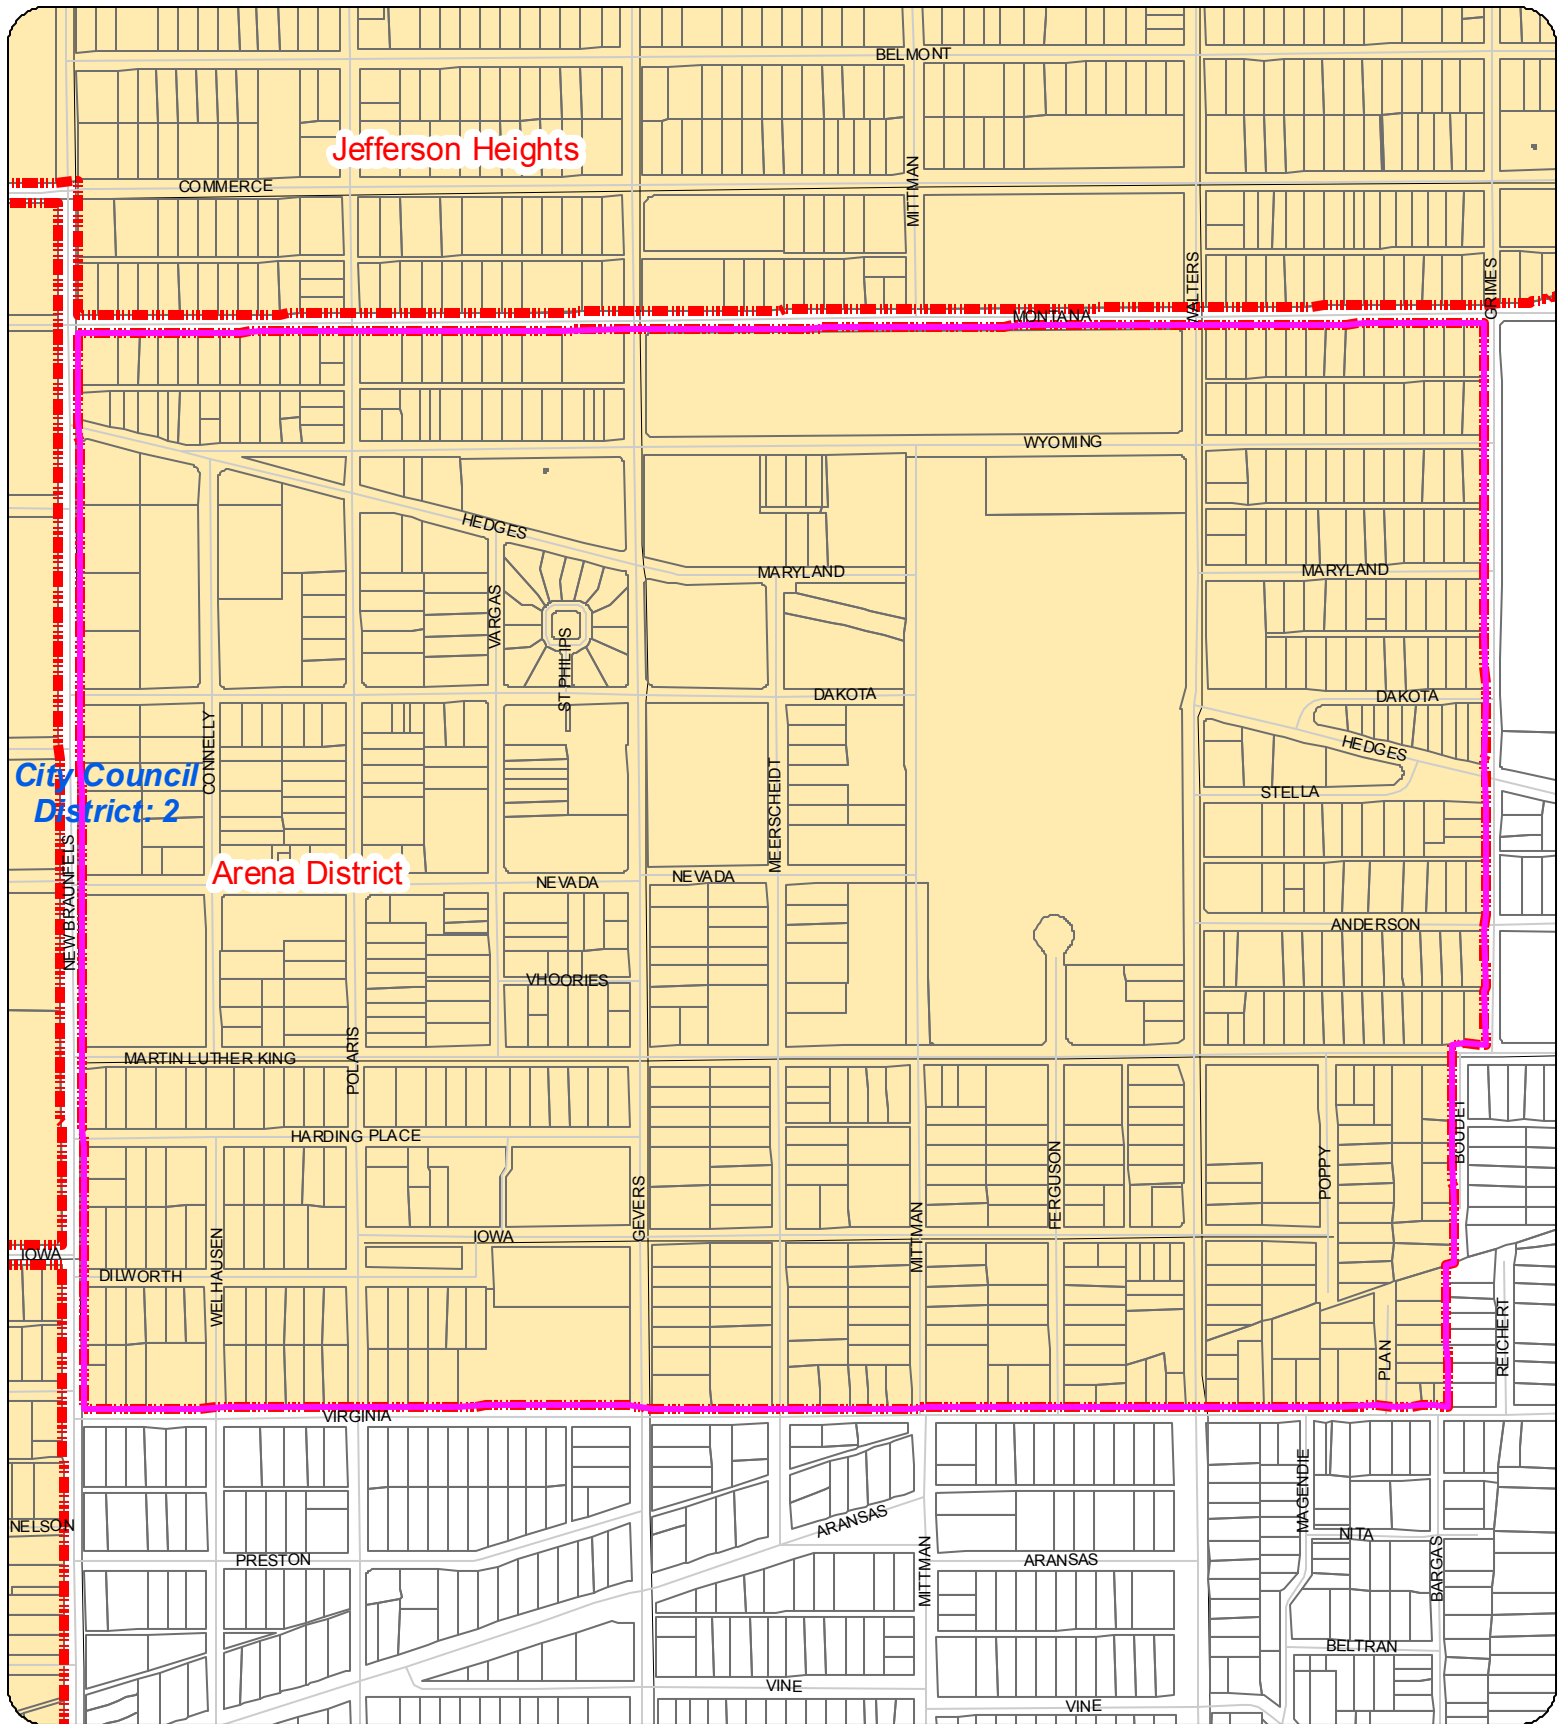 BELMONT
Jefferson Heights
MITTMAN
COMMERCE
WALTERS
GRIMES
MONTANA
WYOMING
HEDGES
MARYLAND
MARYLAND
VARGAS
ST PHILIPS
DAKOTA
DAKOTA
CONNELLY
HEDGES
City Council
District: 2
MEERSCHEIDT
STELLA
NEW BRAUNFELS
Arena District
NEVADA
NEVADA
ANDERSON
VHOORIES
POLARIS
MARTIN LUTHER KING
BOUDET
HARDING PLACE
FERGUSON
POPPY
GEVERS
MITTMAN
IOWA
IOWA
WELHAUSEN
DILWORTH
REICHERT
PLAN
VIRGINIA
MAGENDIE
ARANSAS
NELSON
NITA
PRESTON
MITTMAN
ARANSAS
BARGAS
BELTRAN
VINE
VINE